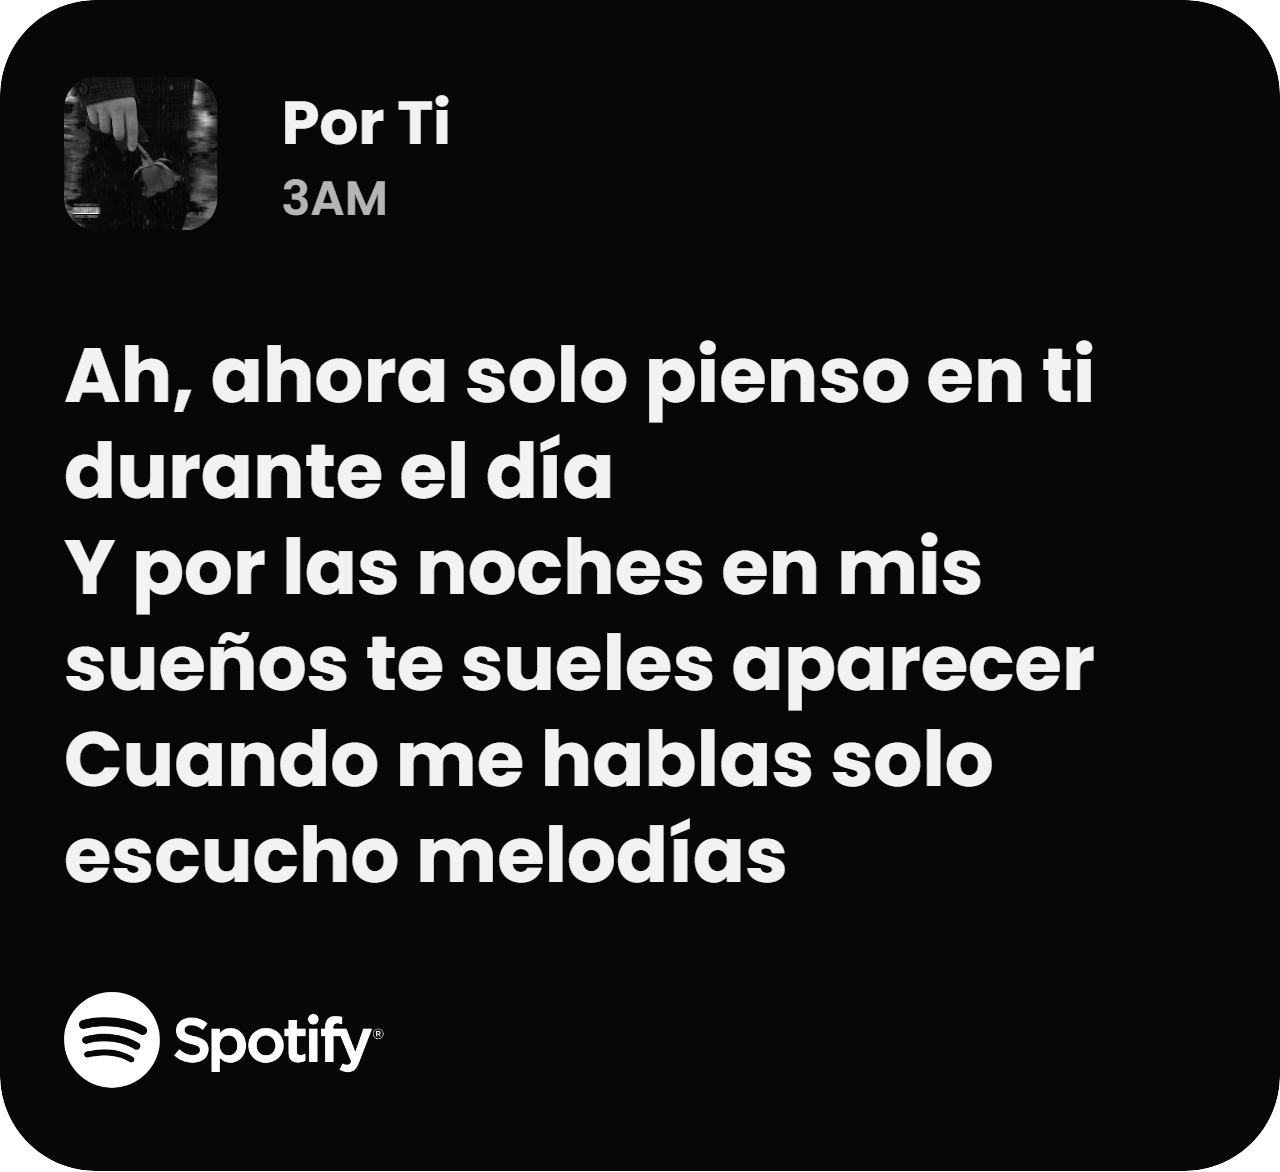 Por Ti
3AM
Ah, ahora solo pienso en ti
durante el día
Y por las noches en mis
sueños te sueles aparecer
Cuando me hablas solo
escucho melodías
Spotify®